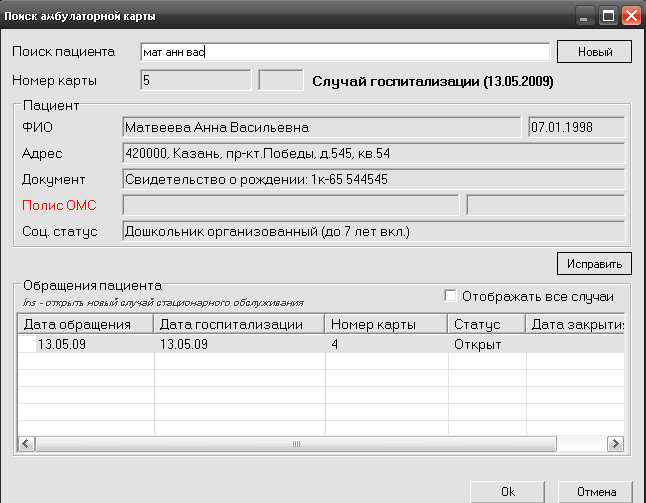 Поиск амбулаторной карты
Поиск пациента мат анн вас Новый
Номер карты 5 Случай госпитализации (13.05.2009)
Пациент
ФИО Матвеева Анна Васильевна 07.01.1998
Адрес 420000, Казань, пр-кт.Победы, д.545, кв.54
Документ Свидетельство о рождении: 1к-65 544545
Полис ОМС
Соц. статус Дошкольник организованный (до 7 лет вкл.)
Исправить
Обращения пациента
Ins - открыть новый случай стационарного обслуживания Отображать все случаи
Дата обращения Дата госпитализации Номер карты Статус Дата закрытия
13.05.09 13.05.09 4 Открыт
Ok Отмена